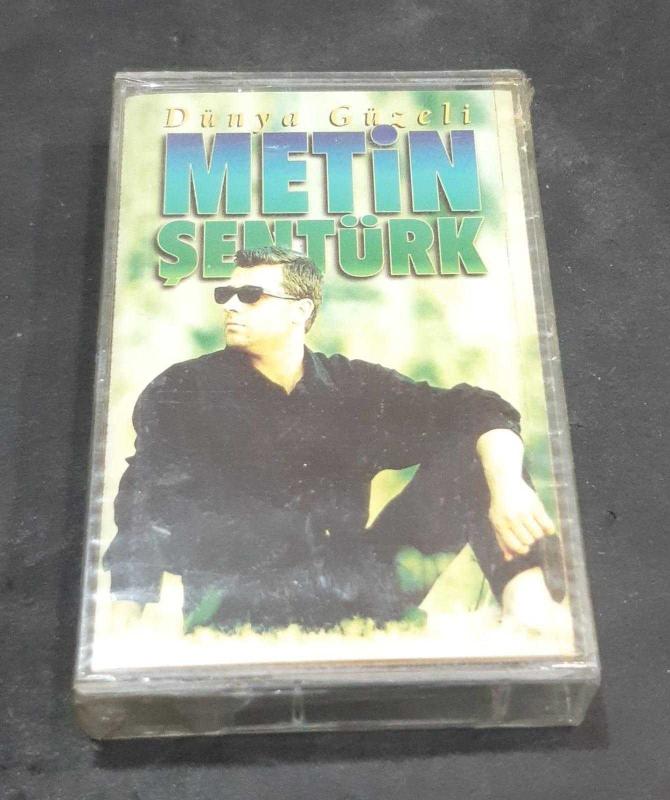 Dünya Güzeli
METİN
ŞENTÜRK